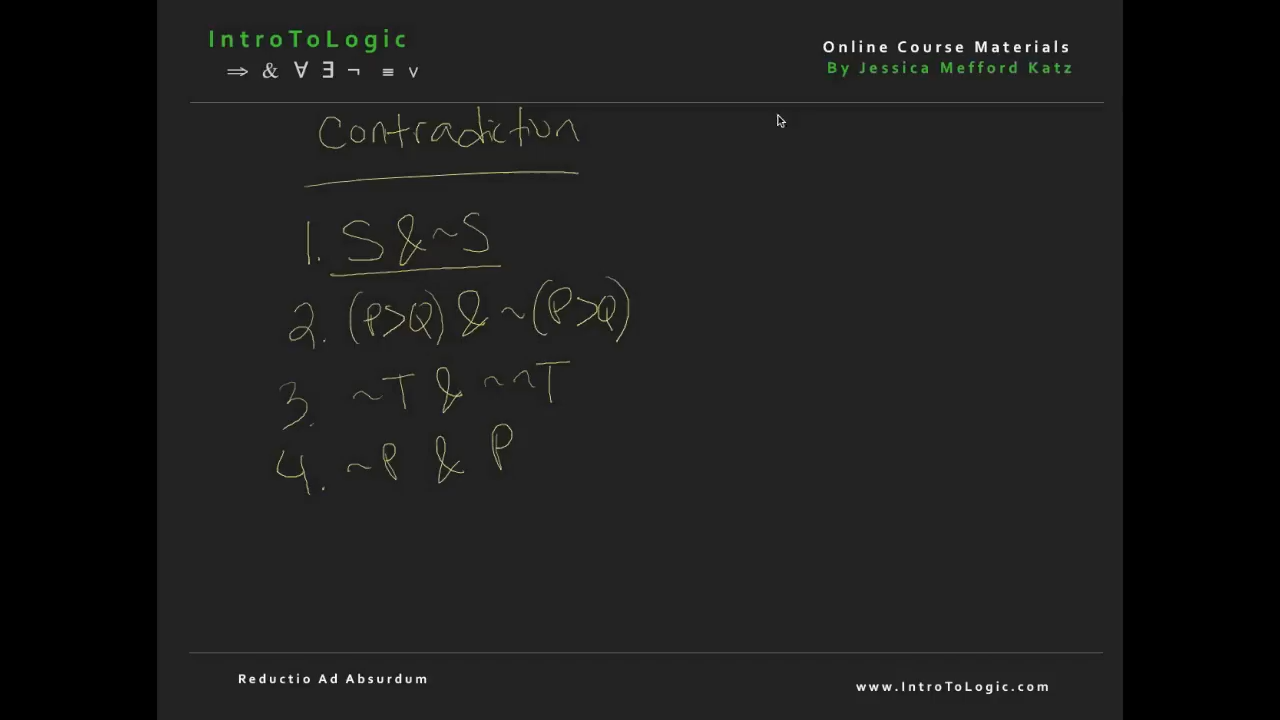 IntroToLogic
⇒ & ∀ ∃ ¬ ≡ v
Online Course Materials
By Jessica Mefford Katz
Contradiction
1. S & ~S
2. (P>Q) & ~(P>Q)
3. ~T & ~~T
4. ~P & P
Reductio Ad Absurdum
www.IntroToLogic.com